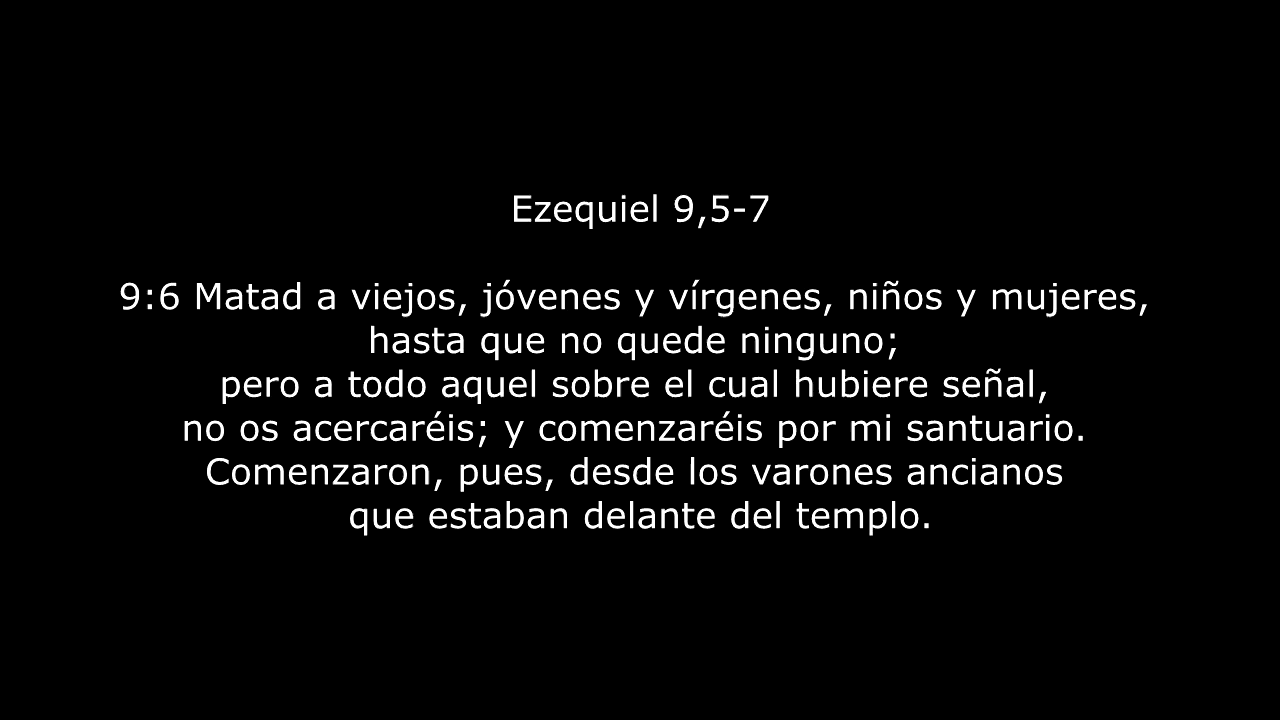 Ezequiel 9,5-7
9:6 Matad a viejos, jóvenes y vírgenes, niños y mujeres,
hasta que no quede ninguno;
pero a todo aquel sobre el cual hubiere señal,
no os acercaréis; y comenzaréis por mi santuario.
Comenzaron, pues, desde los varones ancianos
que estaban delante del templo.